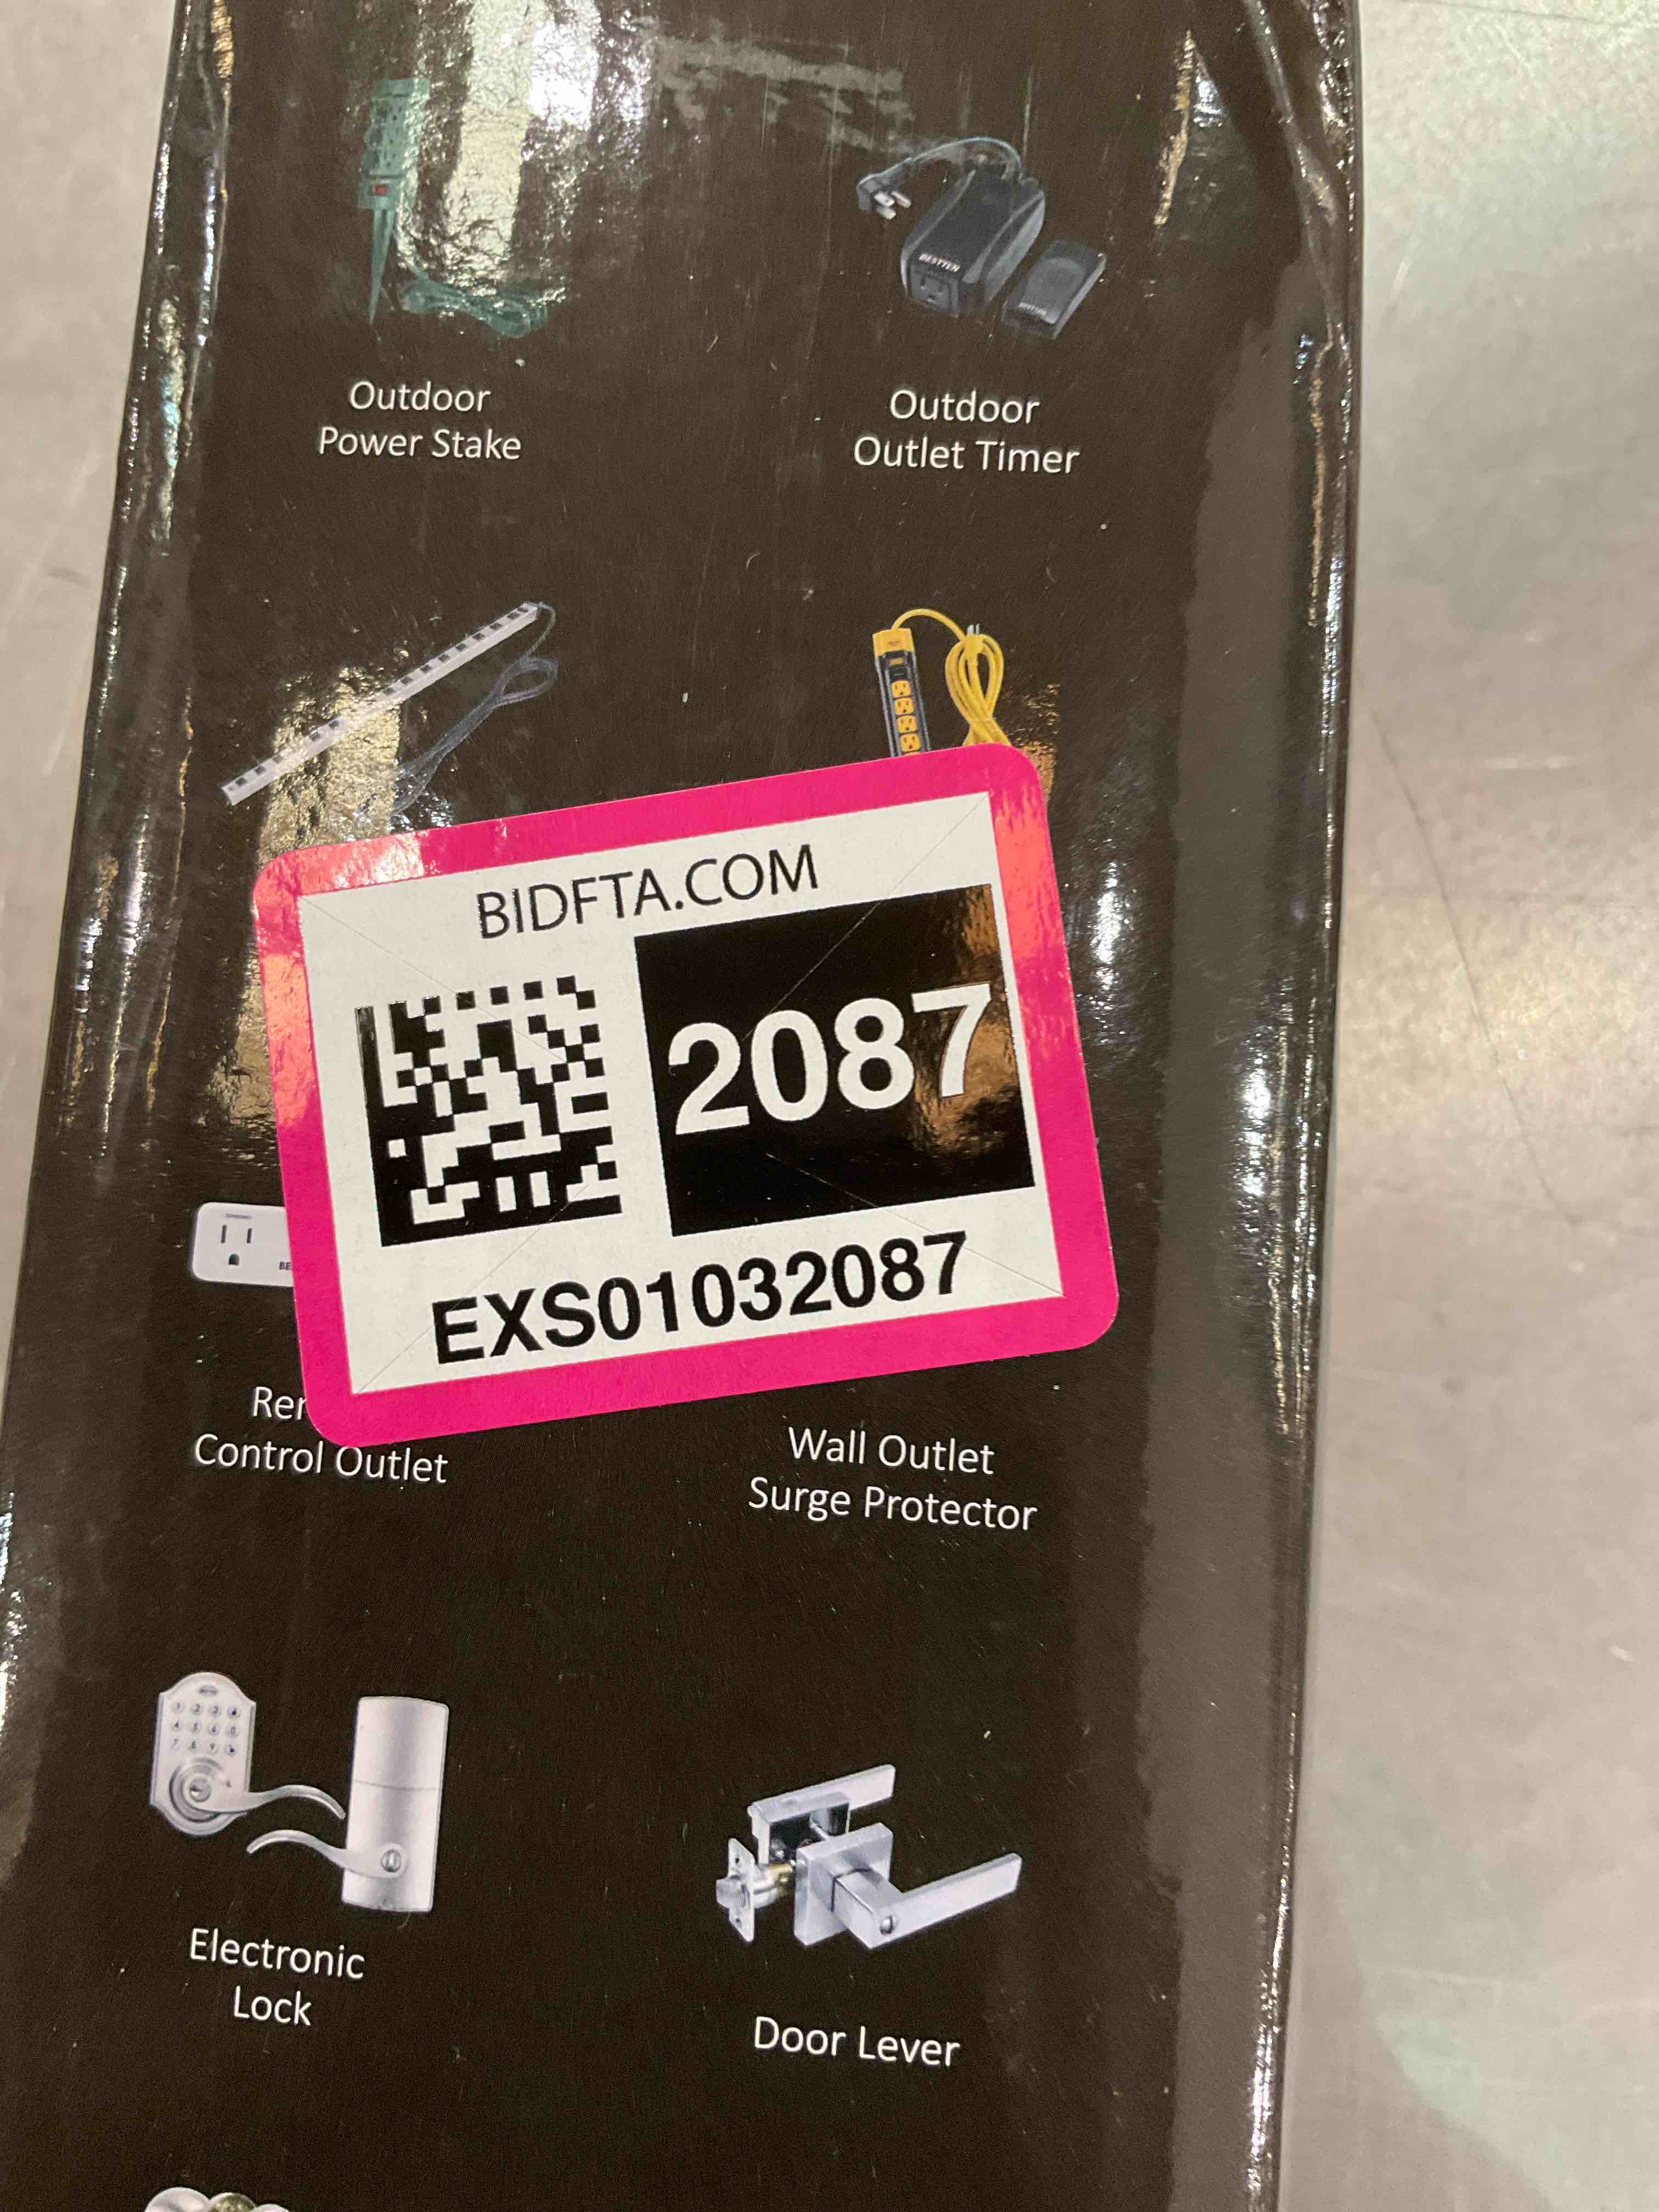 Outdoor
Power Stake
BESTTEN
Outdoor
Outlet Timer
BIDFTA.COM
2087
EXS01032087
Control Outlet
Wall Outlet
Surge Protector
Electronic
Lock
Door Lever